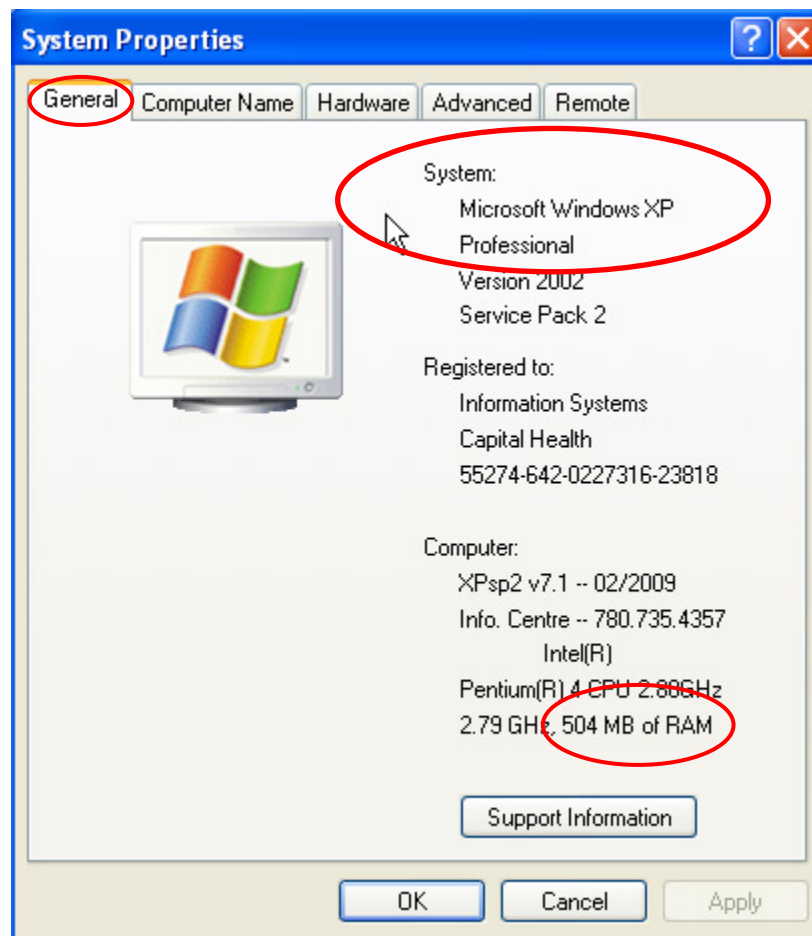 System Properties
General Computer Name Hardware Advanced Remote
System:
Microsoft Windows XP
Professional
Version 2002
Service Pack 2
Registered to:
Information Systems
Capital Health
55274-642-0227316-23818
Computer:
XPsp2 v7.1 -- 02/2009
Info. Centre -- 780.735.4357
Intel(R)
Pentium(R) 4 CPU 2.80GHz
2.79 GHz, 504 MB of RAM
Support Information
OK Cancel Apply